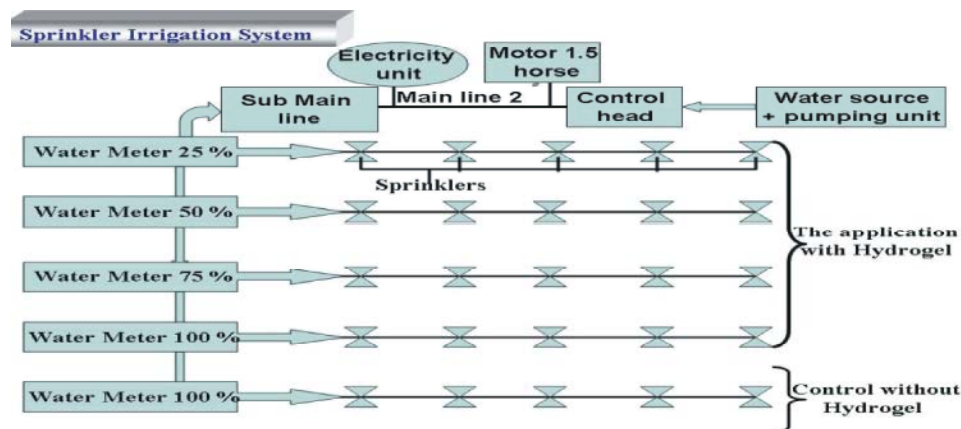 Sprinkler Irrigation System
Electricity
unit
Motor 1.5
horse
Sub Main
line
Main line 2
Control
head
Water source
+ pumping unit
Water Meter 25 %
Sprinklers
Water Meter 50 %
The application
with Hydrogel
Water Meter 75 %
Water Meter 100 %
Water Meter 100 %
Control without
Hydrogel